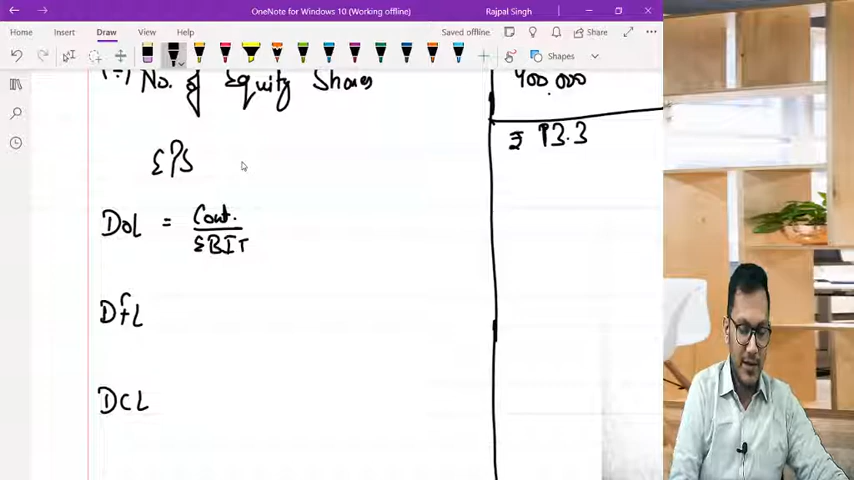 OneNote for Windows 10 (Working offline)
Rajpal Singh
Home Insert Draw View Help
Saved offline Share
Shapes
(÷) No. of Equity Shares 400,000
₹ 13.3
EPS
DOL = Cont.
EBIT
DFL
DCL